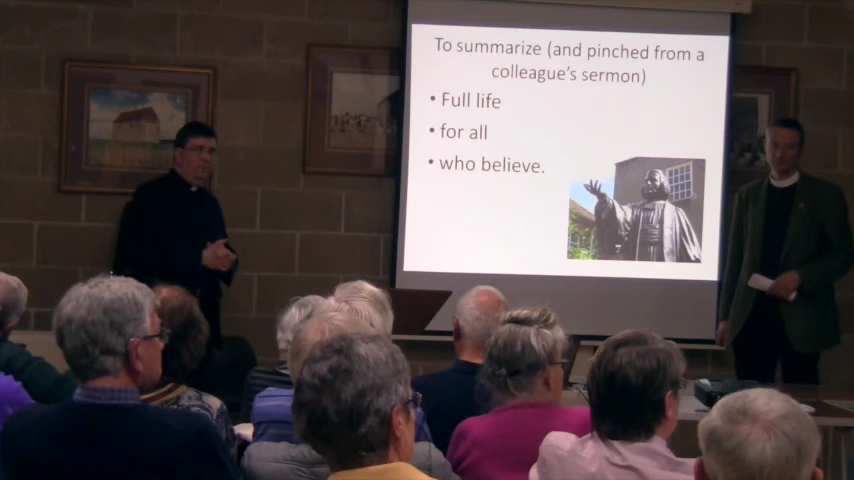 To summarize (and pinched from a
colleague's sermon)
• Full life
• for all
• who believe.